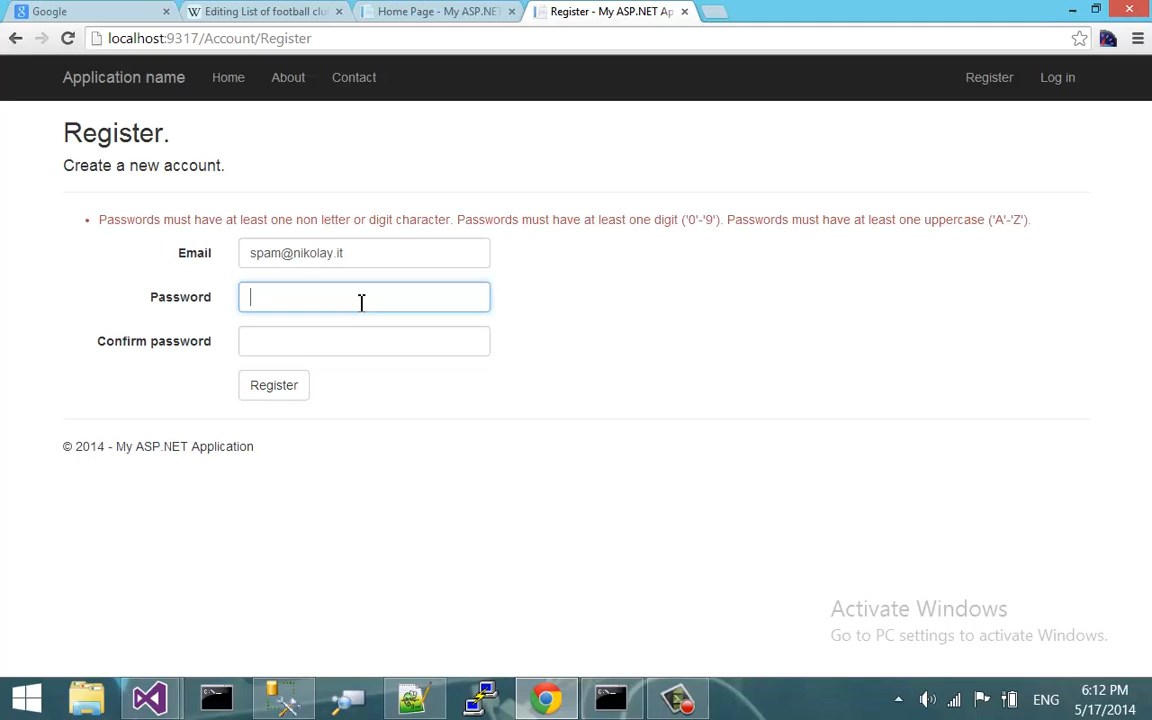 Google
Editing List of football clu
Home Page - My ASP.NET
Register - My ASP.NET Ap
localhost:9317/Account/Register
Application name Home About Contact Register Log in
Register.
Create a new account.
• Passwords must have at least one non letter or digit character. Passwords must have at least one digit ('0'-'9'). Passwords must have at least one uppercase ('A'-'Z').
Email spam@nikolay.it
Password
Confirm password
Register
© 2014 - My ASP.NET Application
Activate Windows
Go to PC settings to activate Windows.
ENG
6:12 PM
5/17/2014